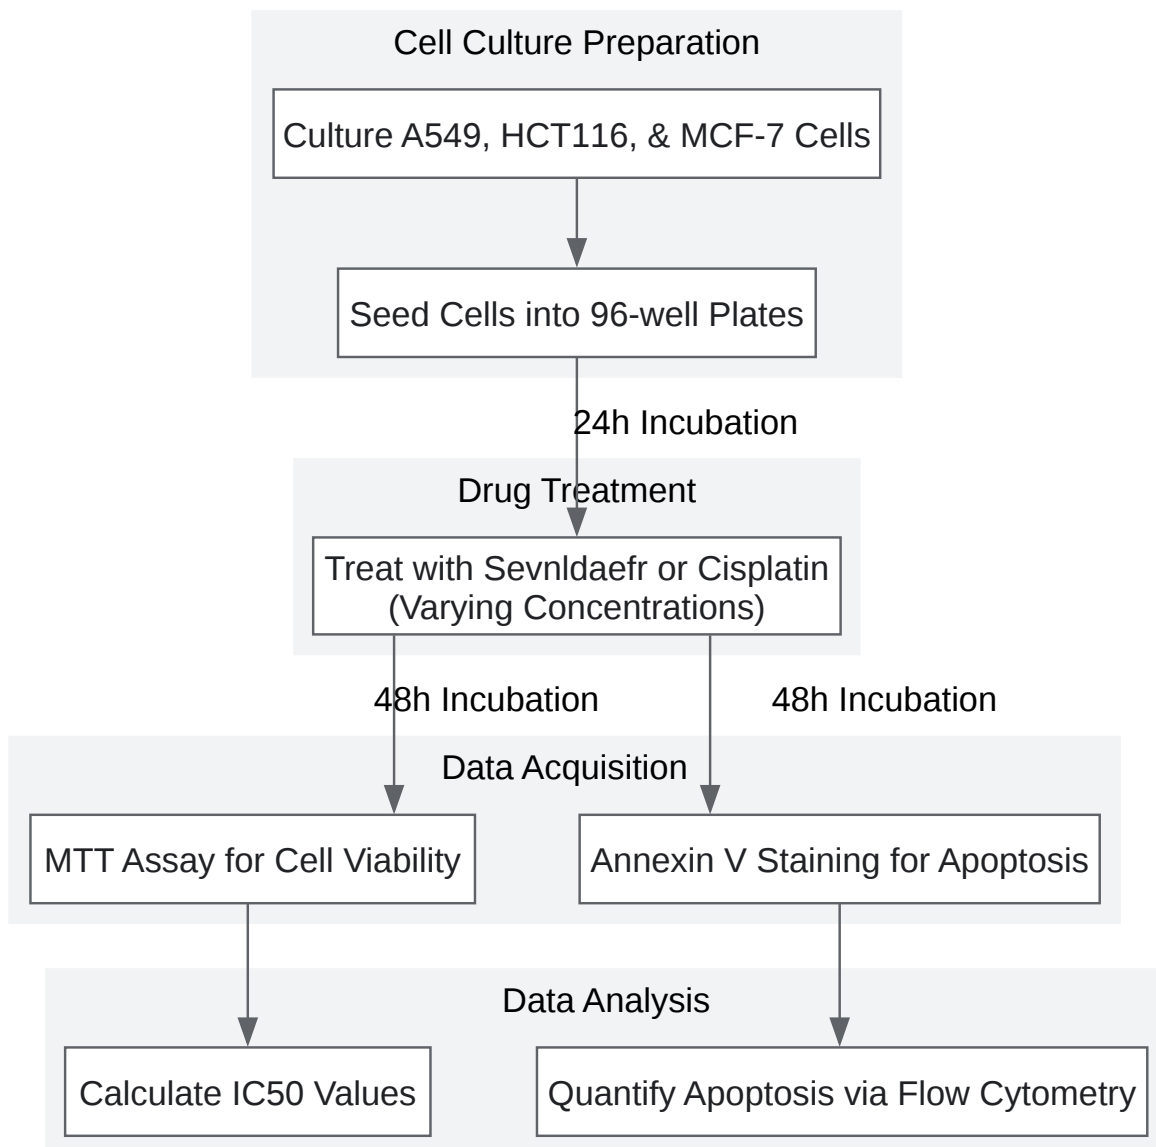 Cell Culture Preparation
Culture A549, HCT116, & MCF-7 Cells
Seed Cells into 96-well Plates
24h Incubation
Drug Treatment
Treat with Sevnldaefr or Cisplatin
(Varying Concentrations)
48h Incubation
48h Incubation
Data Acquisition
MTT Assay for Cell Viability
Annexin V Staining for Apoptosis
Data Analysis
Calculate IC50 Values
Quantify Apoptosis via Flow Cytometry